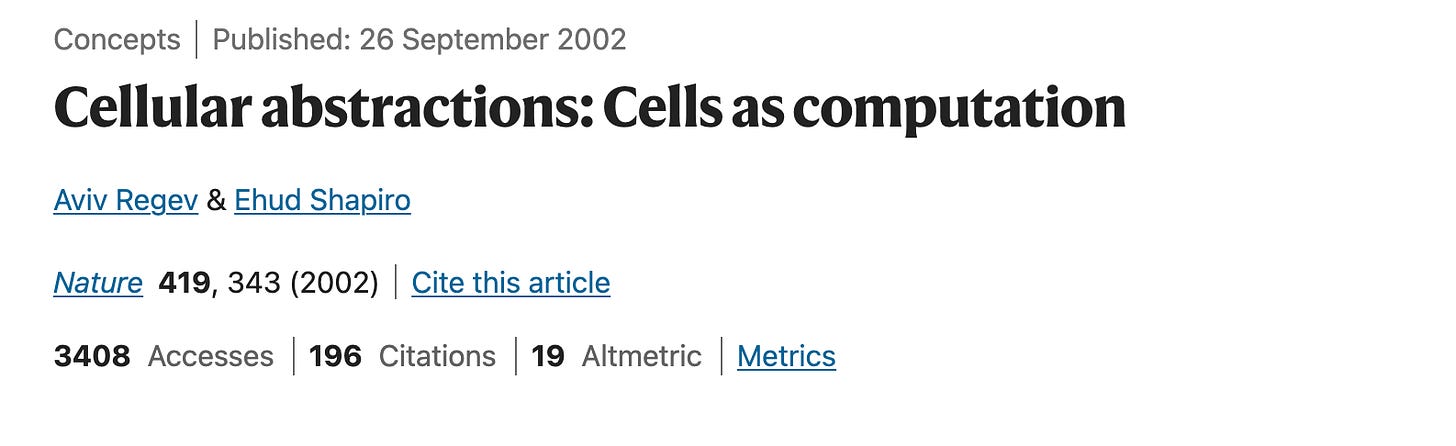 Concepts | Published: 26 September 2002
Cellular abstractions: Cells as computation
Aviv Regev & Ehud Shapiro
Nature 419, 343 (2002) | Cite this article
3408 Accesses | 196 Citations | 19 Altmetric | Metrics